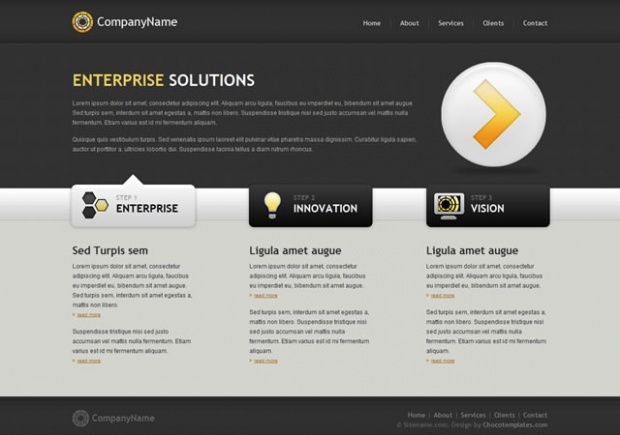 CompanyName
Home About Services Clients Contact
ENTERPRISE SOLUTIONS
Lorem ipsum dolor sit amet, consectetur adipiscing elit. Aliquam arcu ligula, faucibus eu imperdiet eu, bibendum augue.
Sed turpis sem, interdum sit amet mattis non, dictum quis ligula. Suspendisse tristique nisi sed justo accumsan vel mattis nulla
fermentum. Etiam varius est id mi fermentum aliquam.
Quisque quis vestibulum turpis. Sed venenatis ipsum laoreet elit pulvinar vitae pharetra massa dignissim. Curabitur ligula sapien,
auctor ut porttitor a, ultricies lobortis dui. Suspendisse lacinia tellus a diam rutrum rhoncus.
STEP 1
ENTERPRISE
STEP 2
INNOVATION
STEP 3
VISION
Sed Turpis sem
Lorem ipsum dolor sit amet, consectetur
adipiscing elit. Aliquam arcu ligula, faucibus
eu imperdiet eu, bibendum augue.
Sed turpis sem, interdum sit amet,
mattis non libero.
read more
Suspendisse tristique nisi sed justo
accumsan vel mattis nulla fermentum. Etiam
varius est id mi fermentum aliquam.
read more
Ligula amet augue
Lorem ipsum dolor sit amet, consectetur
adipiscing elit. Aliquam arcu ligula, faucibus
eu imperdiet eu, bibendum augue.
read more
Sed turpis sem, interdum sit amet, a,
mattis non libero. Suspendisse tristique nisi
sed justo accumsan vel mattis nulla
fermentum. Etiam varius est id mi fermentum
aliquam.
read more
Ligula amet augue
Lorem ipsum dolor sit amet, consectetur
adipiscing elit. Aliquam arcu ligula, faucibus
eu imperdiet eu, bibendum augue.
read more
Sed turpis sem, interdum sit amet, a,
mattis non libero. Suspendisse tristique nisi
sed justo accumsan vel mattis nulla
fermentum. Etiam varius est id mi fermentum
aliquam.
read more
CompanyName
Home | About | Services | Clients | Contact
© Sitename.com. Design by Chocotemplates.com